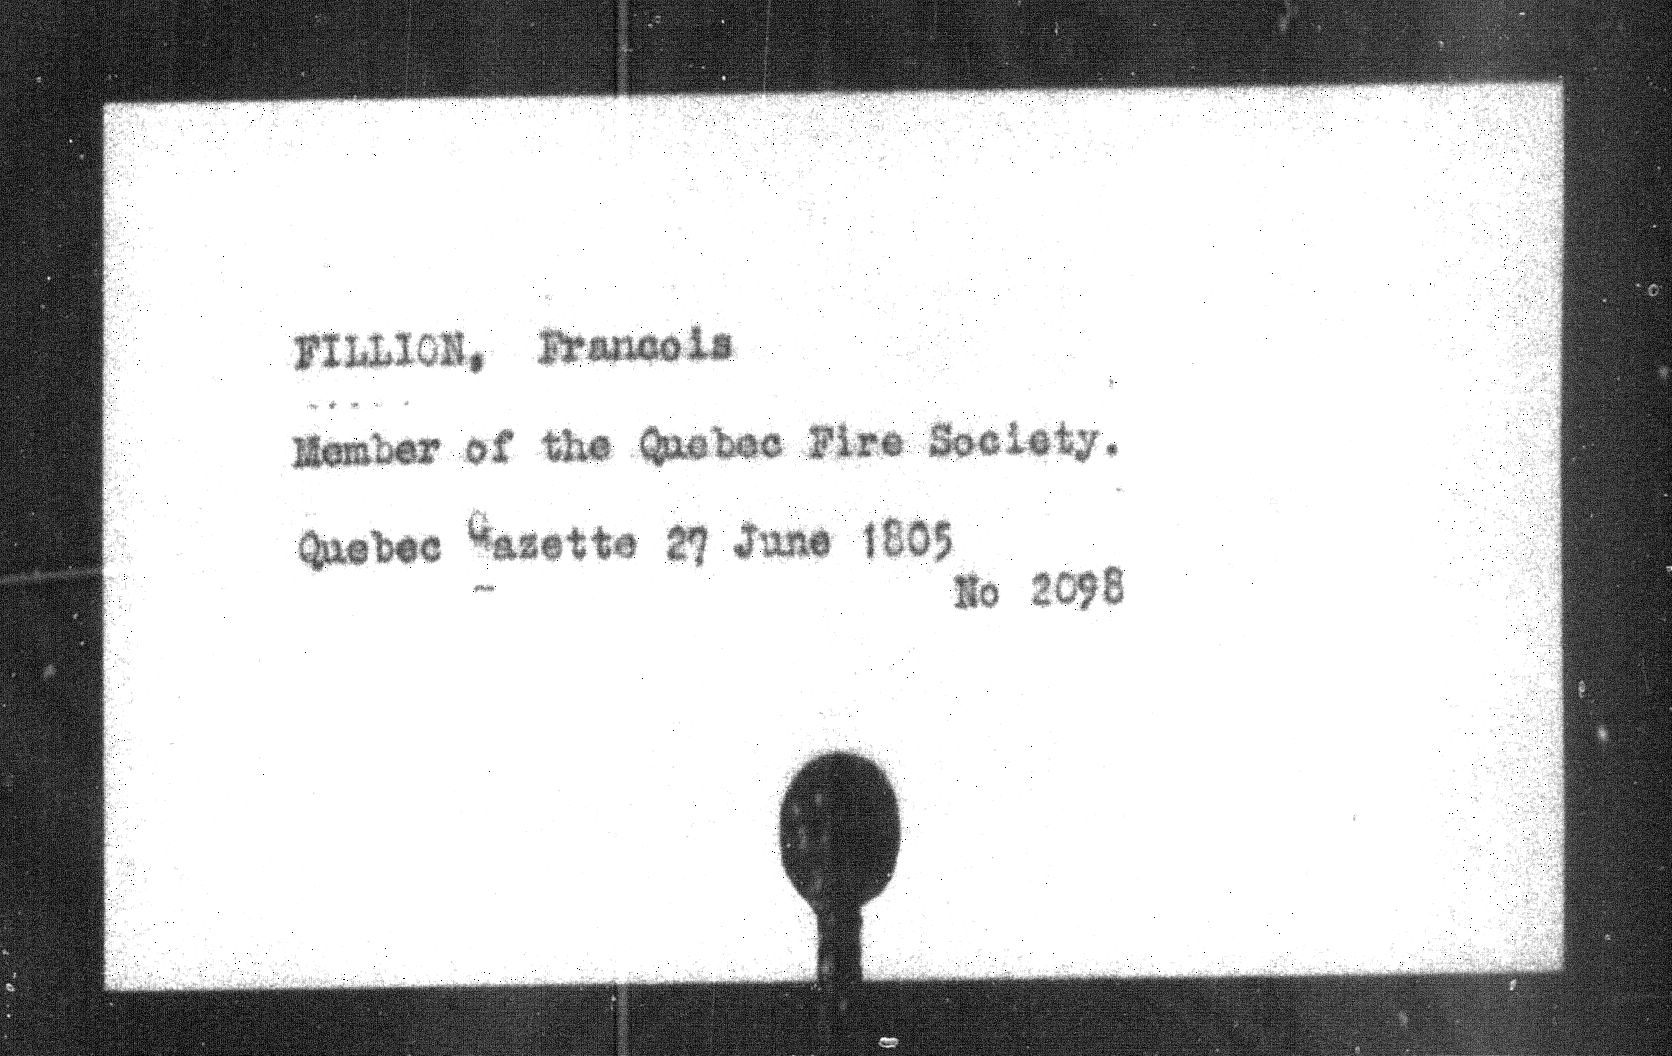 FILLION, Francois
Member of the Quebec Fire Society.
Quebec Gazette 27 June 1805
No 2098